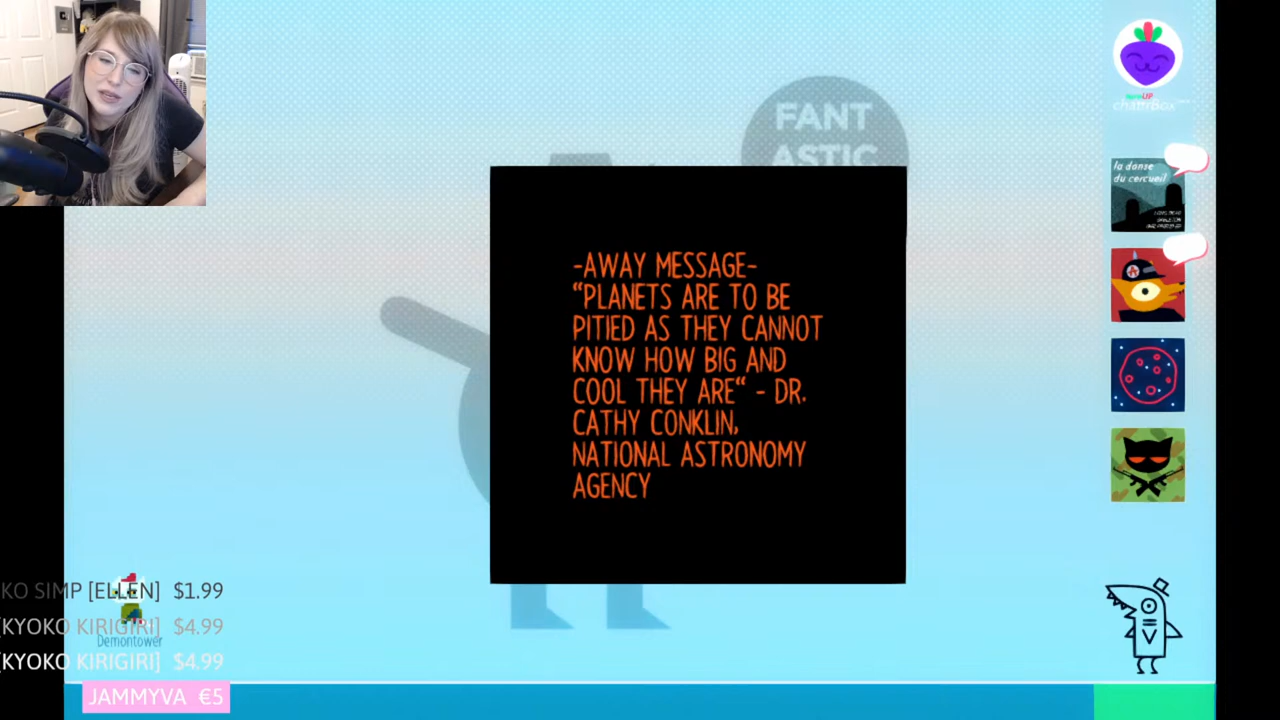 FANT
ASTIC
chattrBox
la danse
du cercueil
-AWAY MESSAGE-
“PLANETS ARE TO BE
PITIED AS THEY CANNOT
KNOW HOW BIG AND
COOL THEY ARE“ - DR.
CATHY CONKLIN,
NATIONAL ASTRONOMY
AGENCY
KO SIMP [ELLEN] $1.99
[KYOKO KIRIGIRI] $4.99
Demontower
[KYOKO KIRIGIRI] $4.99
JAMMYVA €5